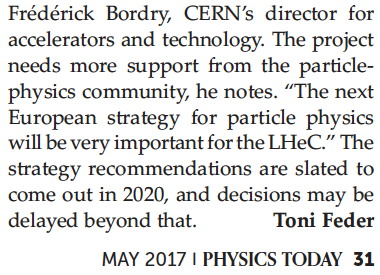 Frédérick Bordry, CERN’s director for
accelerators and technology. The project
needs more support from the particle-
physics community, he notes. “The next
European strategy for particle physics
will be very important for the LHeC.” The
strategy recommendations are slated to
come out in 2020, and decisions may be
delayed beyond that. Toni Feder
MAY 2017 | PHYSICS TODAY 31